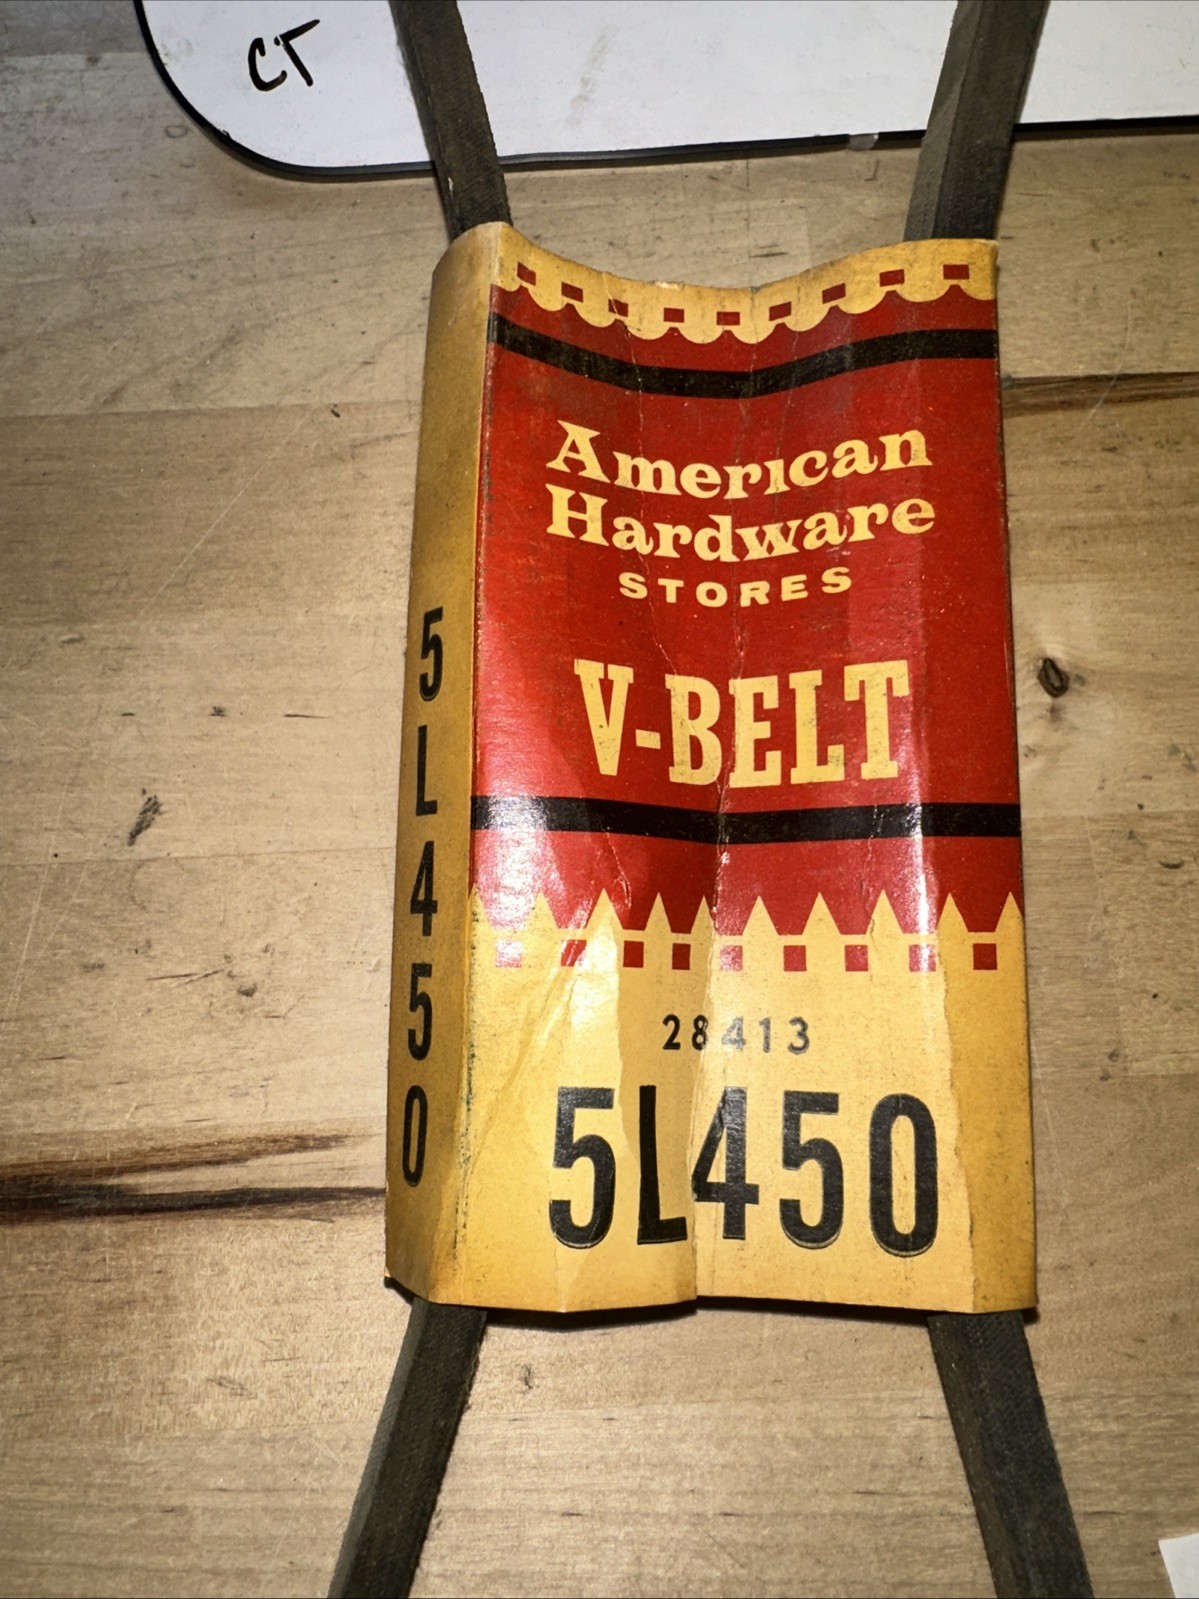 CT
American
Hardware
STORES
V-BELT
28413
5L450
5L450